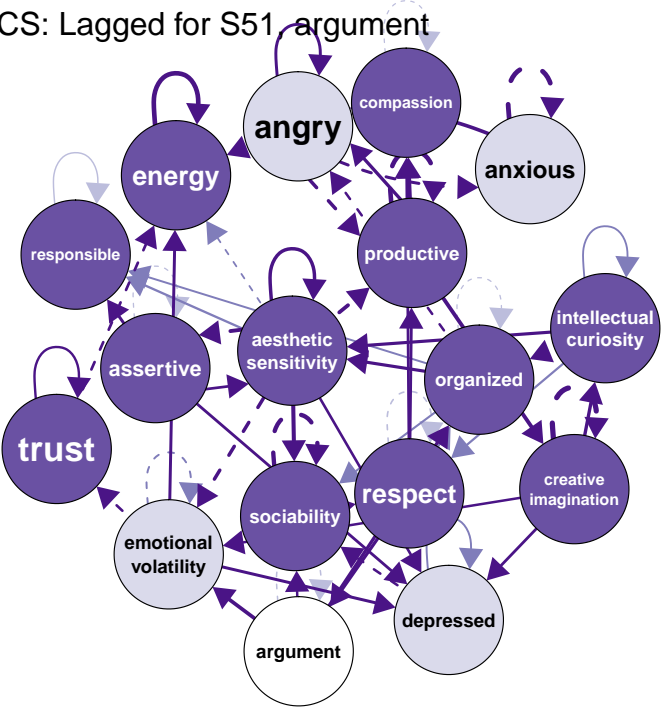 CS: Lagged for S51, argument
compassion
angry
anxious
energy
responsible
productive
intellectual
curiosity
aesthetic
sensitivity
assertive
organized
trust
creative
imagination
respect
sociability
emotional
volatility
depressed
argument